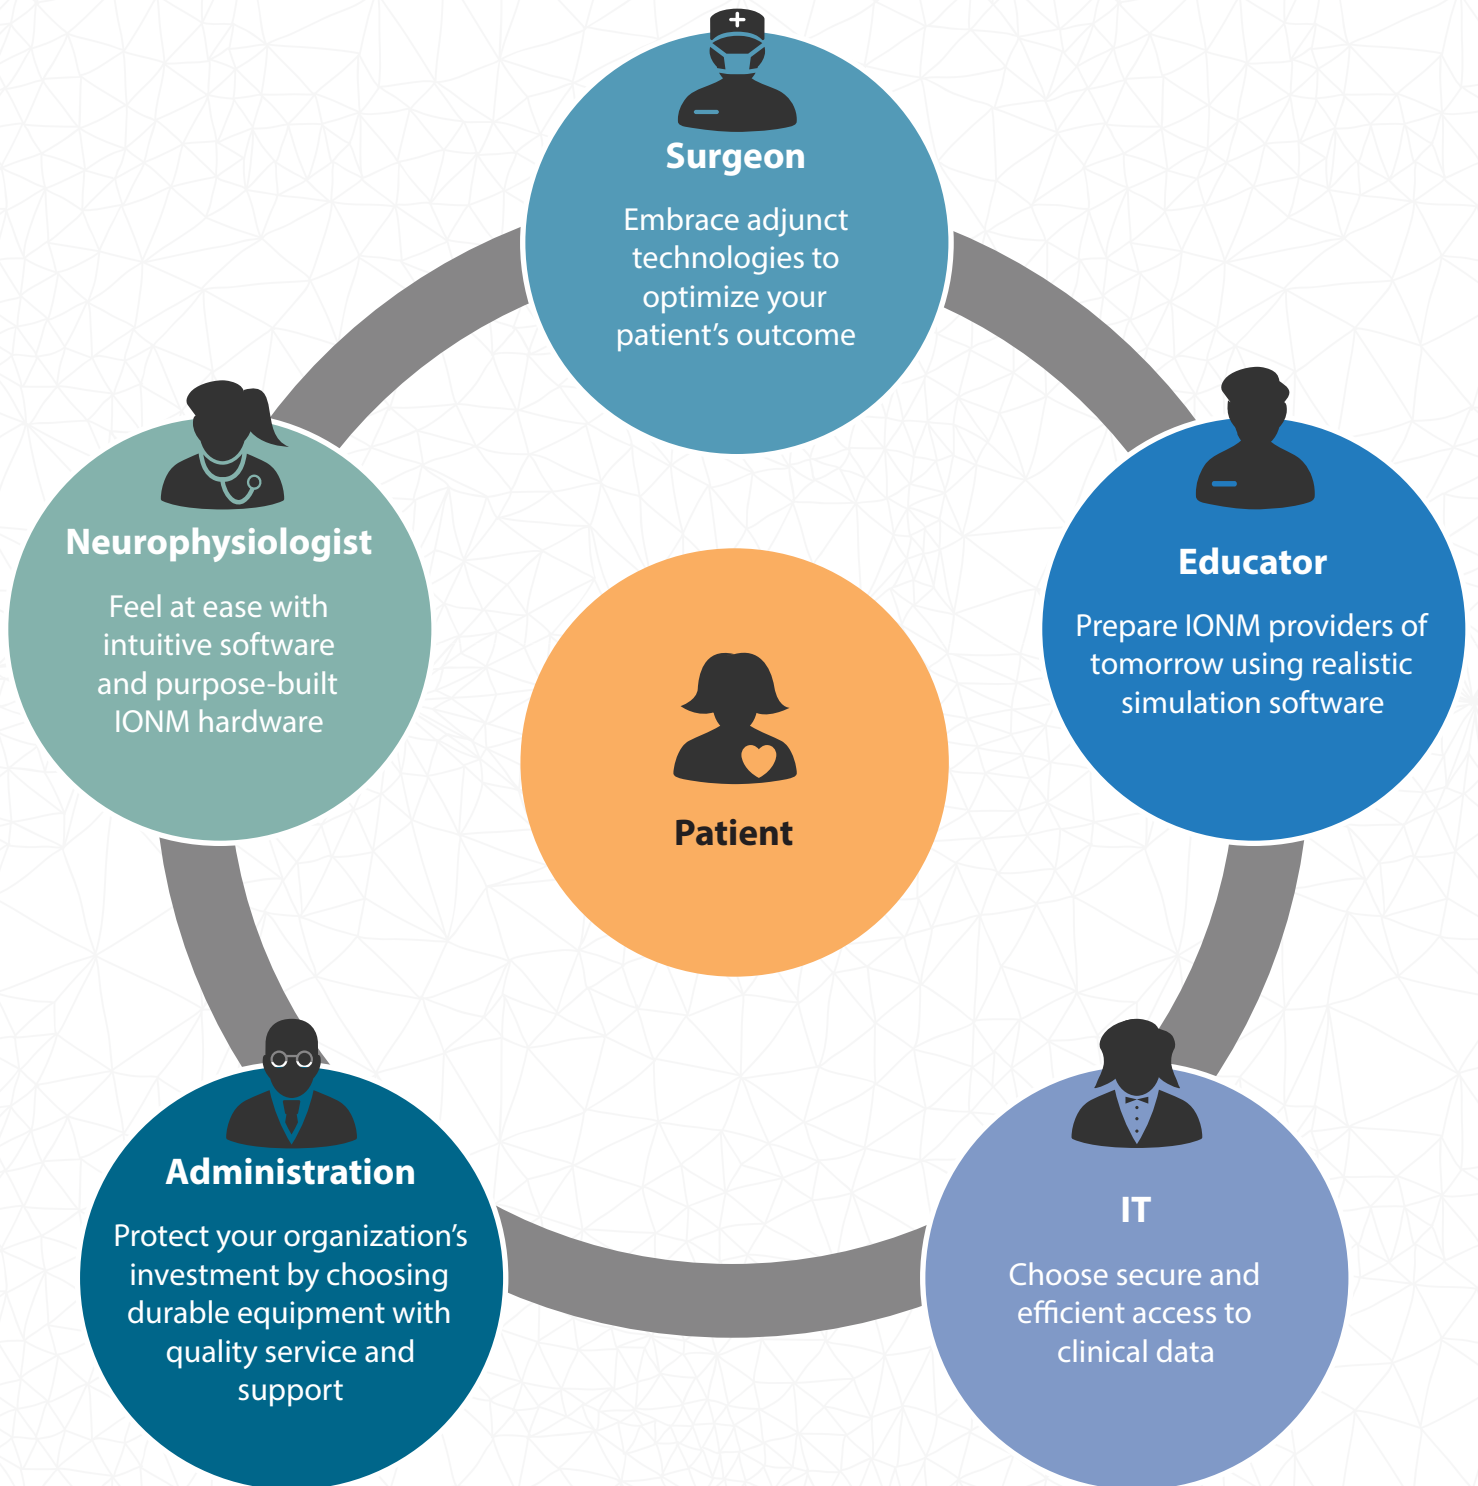 Surgeon
Embrace adjunct
technologies to
optimize your
patient’s outcome
Neurophysiologist
Feel at ease with
intuitive software
and purpose-built
IONM hardware
Educator
Prepare IONM providers of
tomorrow using realistic
simulation software
Patient
Administration
Protect your organization’s
investment by choosing
durable equipment with
quality service and
support
IT
Choose secure and
efficient access to
clinical data